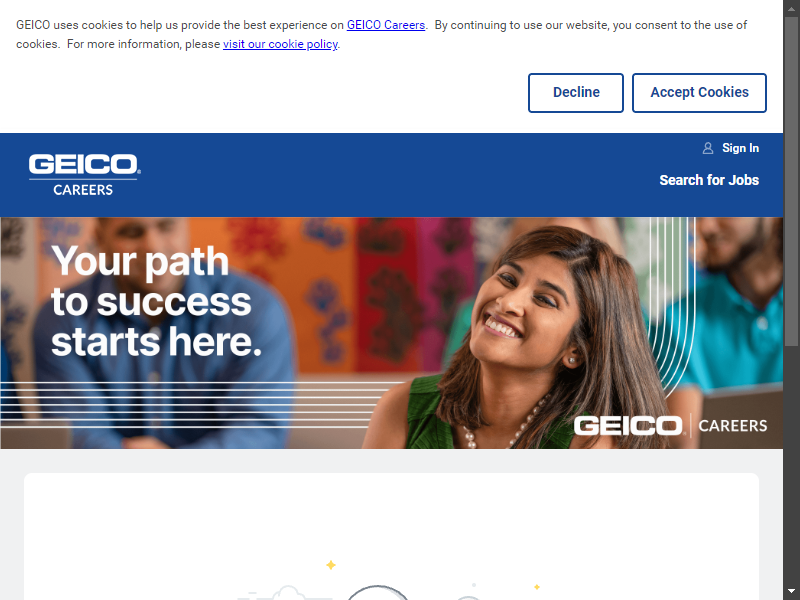 GEICO uses cookies to help us provide the best experience on GEICO Careers.  By continuing to use our website, you consent to the use of
cookies.  For more information, please visit our cookie policy.
Decline
Accept Cookies
GEICO®
CAREERS
Sign In
Search for Jobs
Your path
to success
starts here.
GEICO | CAREERS